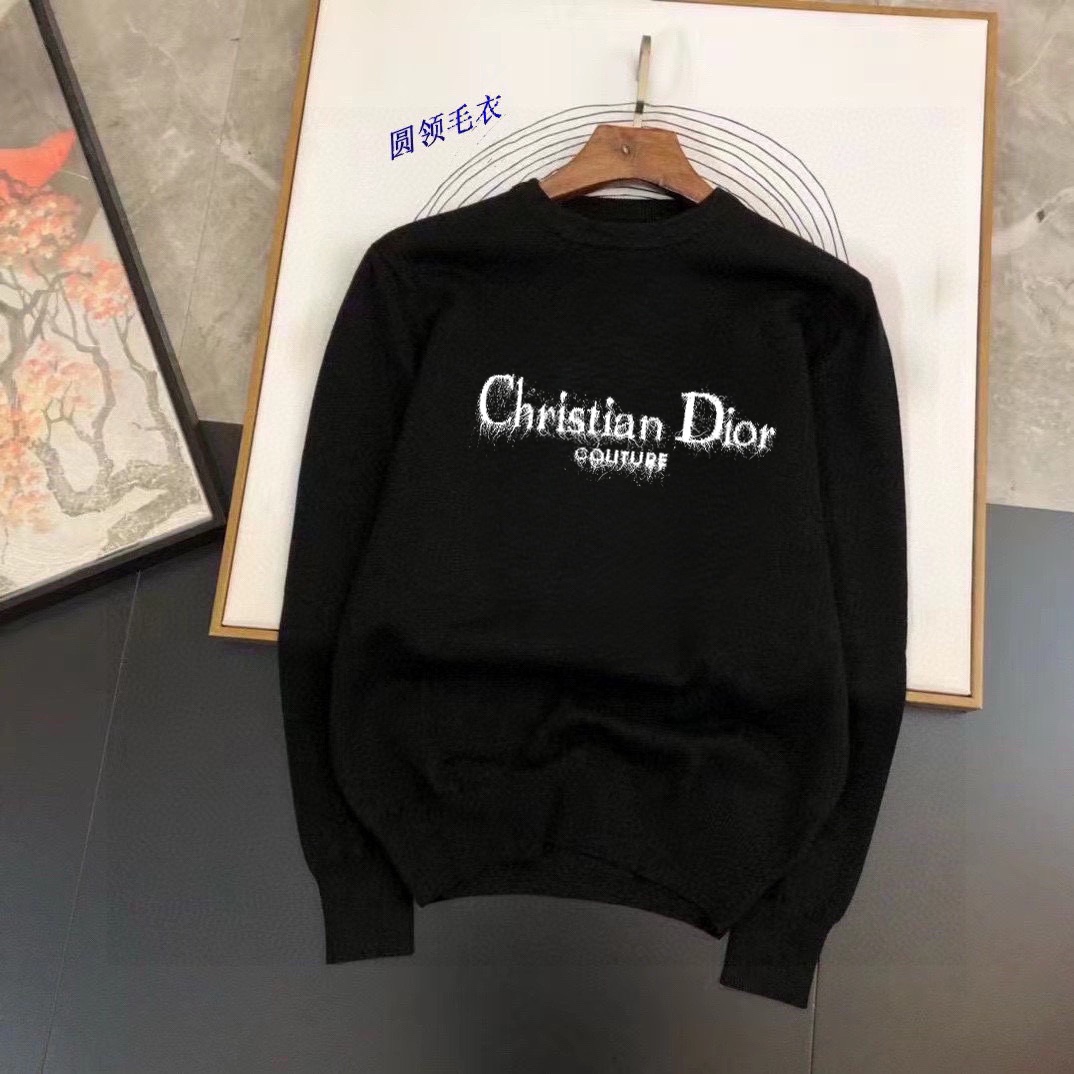 圆领毛衣
Christian Dior
COUTURE